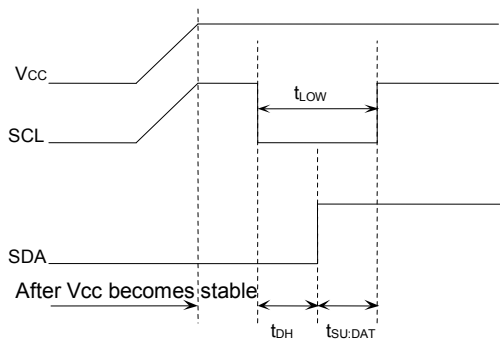 VCC
tLOW
SCL
SDA
After Vcc becomes stable
tDH
tSU:DAT